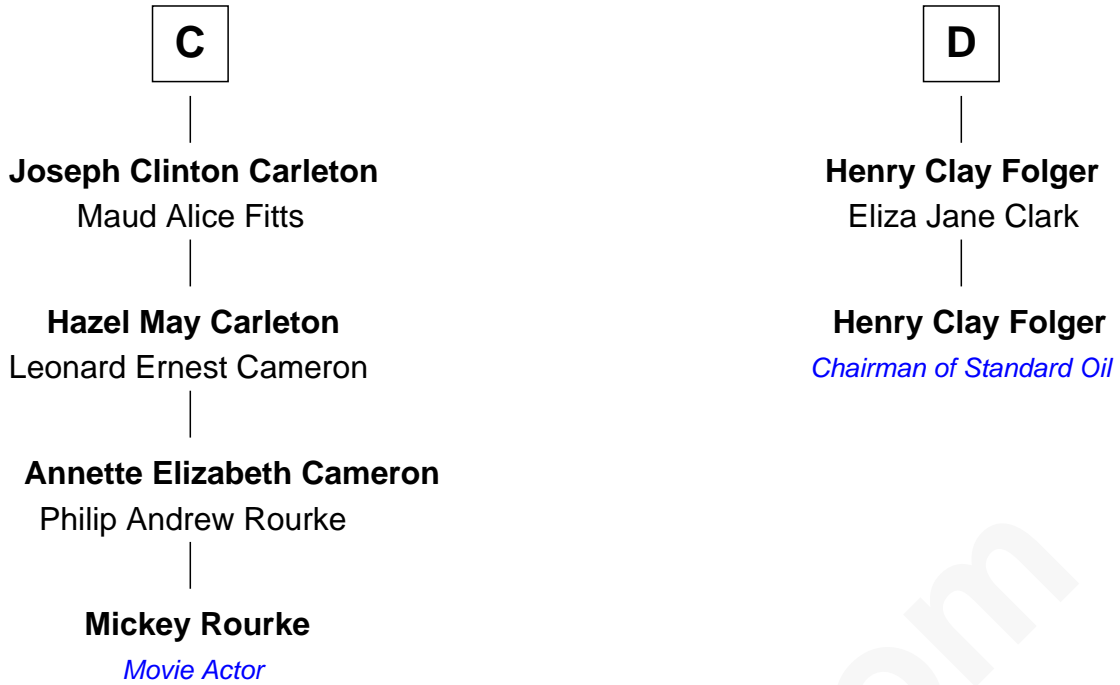 C
Joseph Clinton Carleton
Maud Alice Fitts
Hazel May Carleton
Leonard Ernest Cameron
Annette Elizabeth Cameron
Philip Andrew Rourke
Mickey Rourke
Movie Actor
D
Henry Clay Folger
Eliza Jane Clark
Henry Clay Folger
Chairman of Standard Oil
om